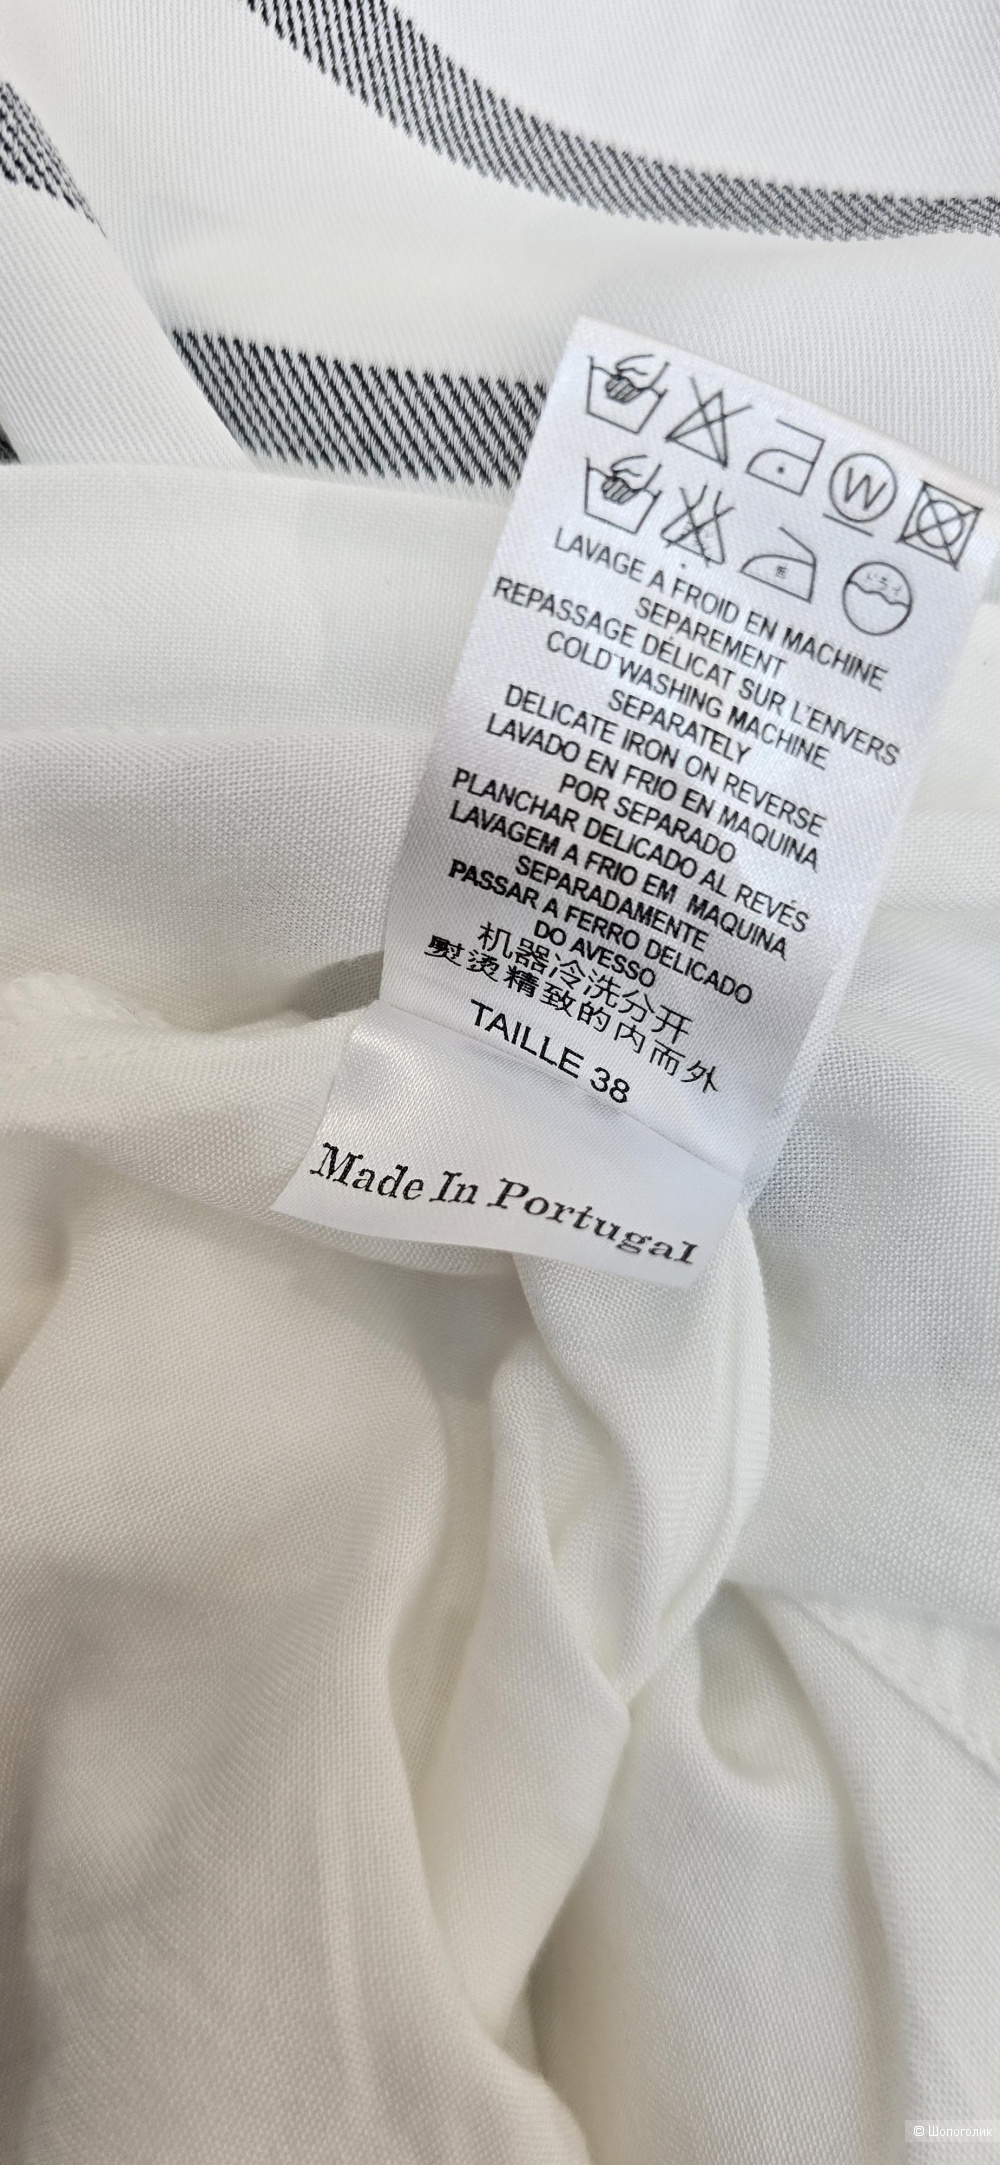 W
LAVAGE A FROID EN MACHINE
SEPAREMENT
REPASSAGE DÉLICAT SUR L'ENVERS
COLD WASHING MACHINE
SEPARATELY
DELICATE IRON ON REVERSE
LAVADO EN FRIO EN MAQUINA
POR SEPARADO
PLANCHAR DELICADO AL REVÉS
LAVAGEM A FRIO EM MAQUINA
SEPARADAMENTE
PASSAR A FERRO DELICADO
DO AVESSO
机器冷洗分开
熨烫精致的内而外
TAILLE 38
Made In Portugal
© Шопоголик